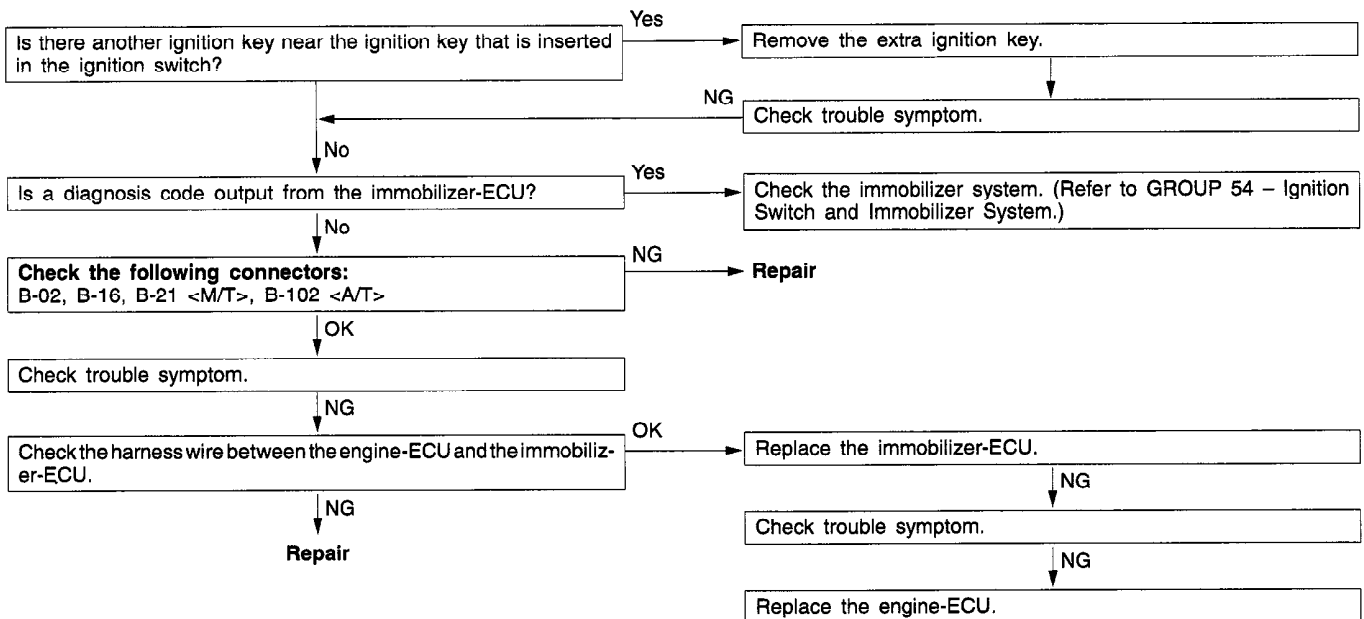 Yes
Is there another ignition key near the ignition key that is inserted
in the ignition switch?
Remove the extra ignition key.
NG
Check trouble symptom.
No
Is a diagnosis code output from the immobilizer-ECU?
Yes
Check the immobilizer system. (Refer to GROUP 54 – Ignition
Switch and Immobilizer System.)
No
Check the following connectors:
B-02, B-16, B-21 <M/T>, B-102 <A/T>
NG
Repair
OK
Check trouble symptom.
NG
Check the harness wire between the engine-ECU and the immobiliz-
er-ECU.
OK
Replace the immobilizer-ECU.
NG
NG
Check trouble symptom.
Repair
NG
Replace the engine-ECU.